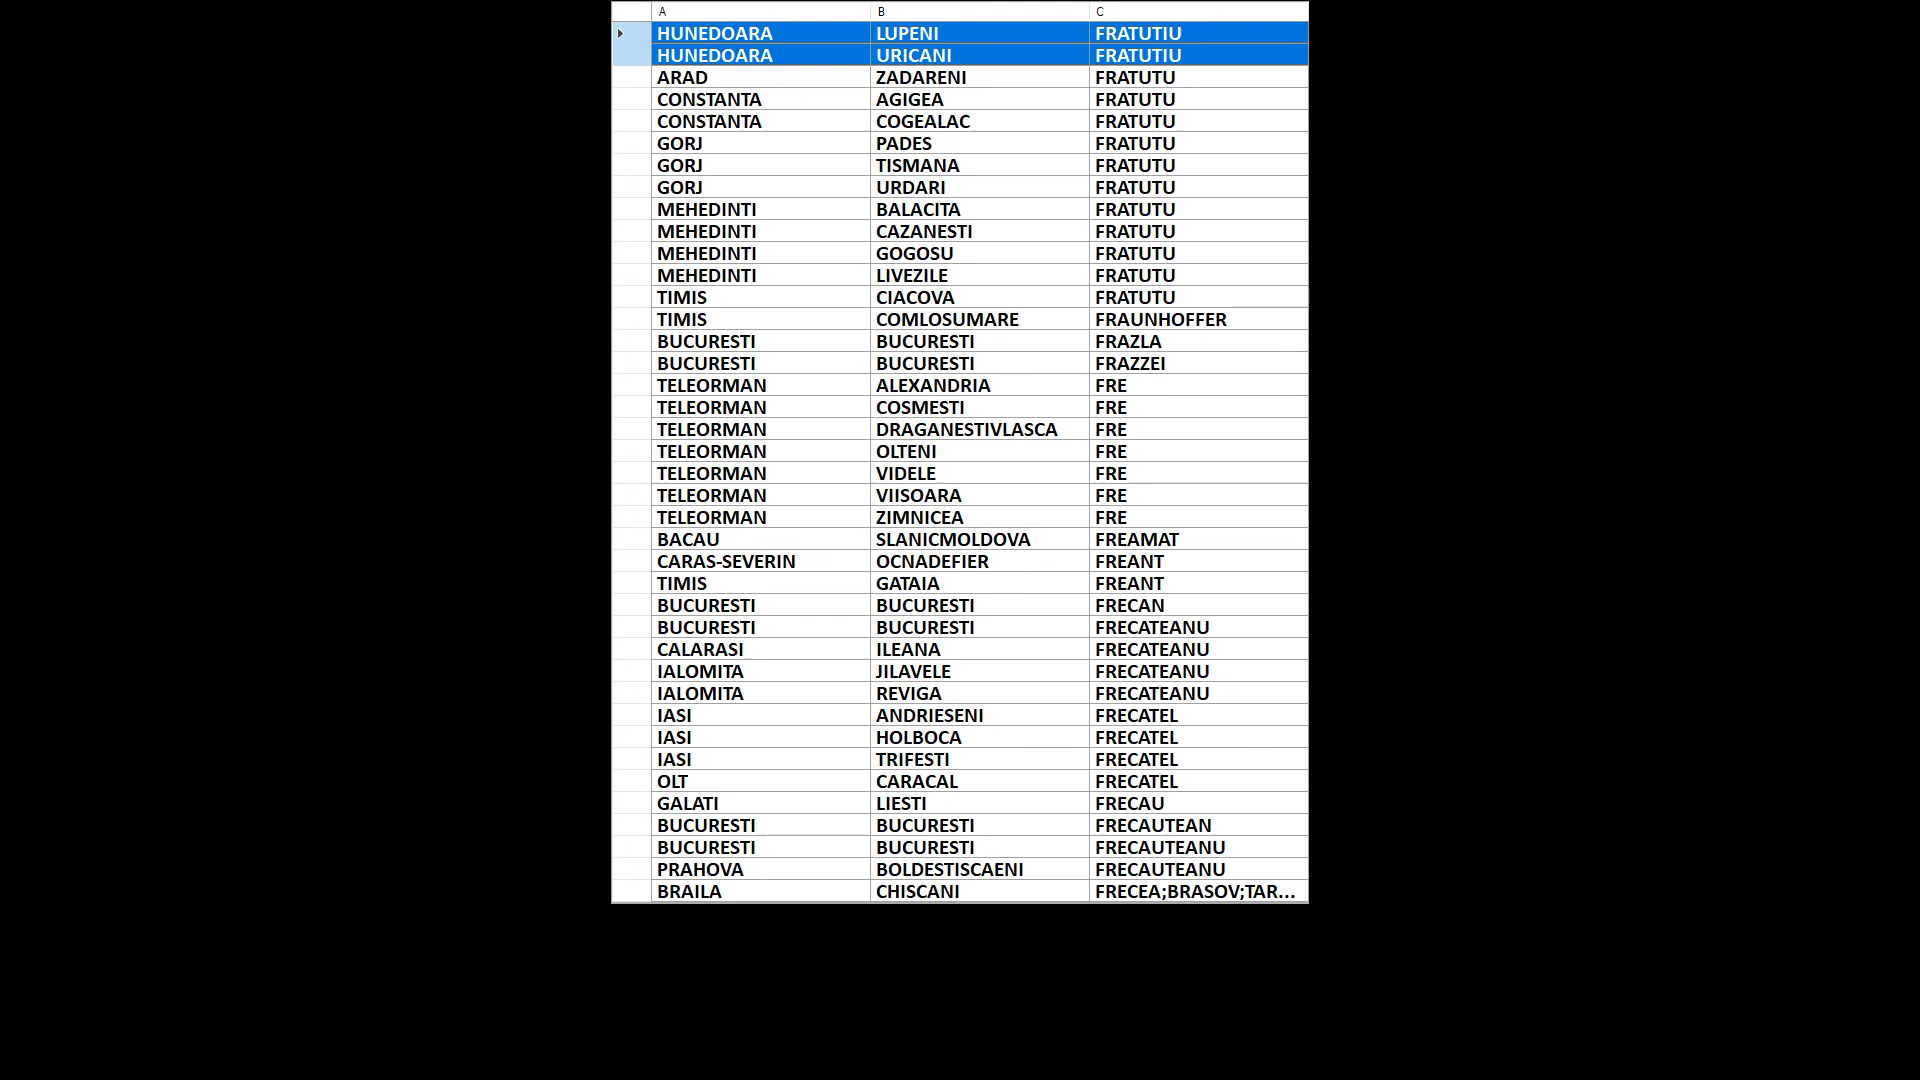 A B C
HUNEDOARA LUPENI FRATUTIU
HUNEDOARA URICANI FRATUTIU
ARAD ZADARENI FRATUTU
CONSTANTA AGIGEA FRATUTU
CONSTANTA COGEALAC FRATUTU
GORJ PADES FRATUTU
GORJ TISMANA FRATUTU
GORJ URDARI FRATUTU
MEHEDINTI BALACITA FRATUTU
MEHEDINTI CAZANESTI FRATUTU
MEHEDINTI GOGOSU FRATUTU
MEHEDINTI LIVEZILE FRATUTU
TIMIS CIACOVA FRATUTU
TIMIS COMLOSUMARE FRAUNHOFFER
BUCURESTI BUCURESTI FRAZLA
BUCURESTI BUCURESTI FRAZZEI
TELEORMAN ALEXANDRIA FRE
TELEORMAN COSMESTI FRE
TELEORMAN DRAGANESTIVLASCA FRE
TELEORMAN OLTENI FRE
TELEORMAN VIDELE FRE
TELEORMAN VIISOARA FRE
TELEORMAN ZIMNICEA FRE
BACAU SLANICMOLDOVA FREAMAT
CARAS-SEVERIN OCNADEFIER FREANT
TIMIS GATAIA FREANT
BUCURESTI BUCURESTI FRECAN
BUCURESTI BUCURESTI FRECATEANU
CALARASI ILEANA FRECATEANU
IALOMITA JILAVELE FRECATEANU
IALOMITA REVIGA FRECATEANU
IASI ANDRIESENI FRECATEL
IASI HOLBOCA FRECATEL
IASI TRIFESTI FRECATEL
OLT CARACAL FRECATEL
GALATI LIESTI FRECAU
BUCURESTI BUCURESTI FRECAUTEAN
BUCURESTI BUCURESTI FRECAUTEANU
PRAHOVA BOLDESTISCAENI FRECAUTEANU
BRAILA CHISCANI FRECEA;BRASOV;TAR...